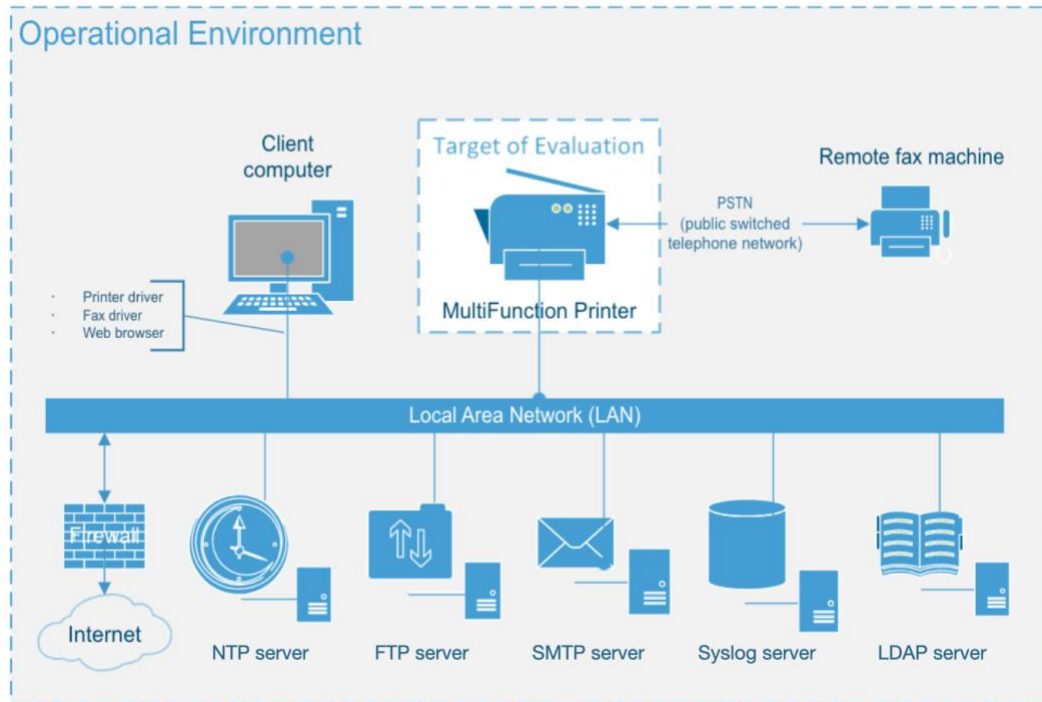 Operational Environment
Client
computer
Target of Evaluation
Remote fax machine
PSTN
(public switched
telephone network)
MultiFunction Printer
· Printer driver
· Fax driver
· Web browser
Local Area Network (LAN)
Firewall
Internet
NTP server
FTP server
SMTP server
Syslog server
LDAP server